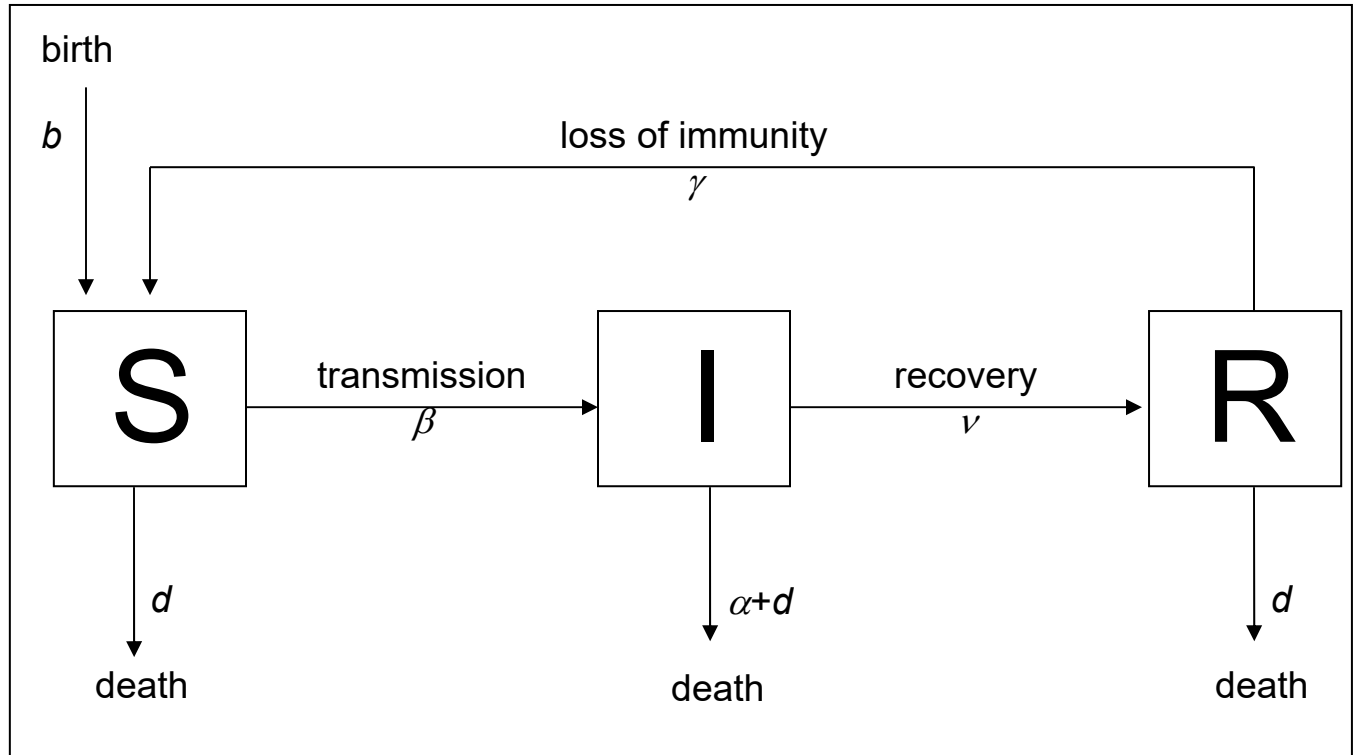 birth
b
loss of immunity
γ
S
transmission
β
I
recovery
ν
R
d
α+d
d
death
death
death